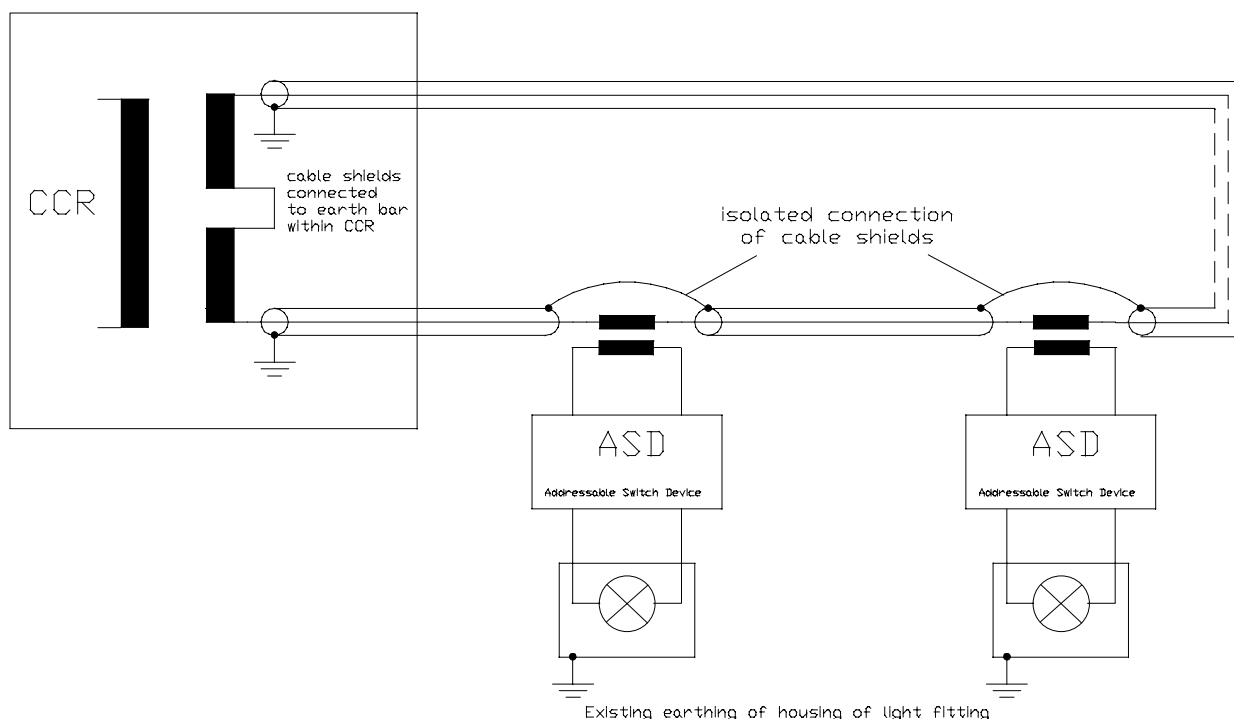 CCR
cable shields
connected
to earth bar
within CCR
isolated connection
of cable shields
ASD
Addressable Switch Device
ASD
Addressable Switch Device
Existing earthing of housing of light fitting